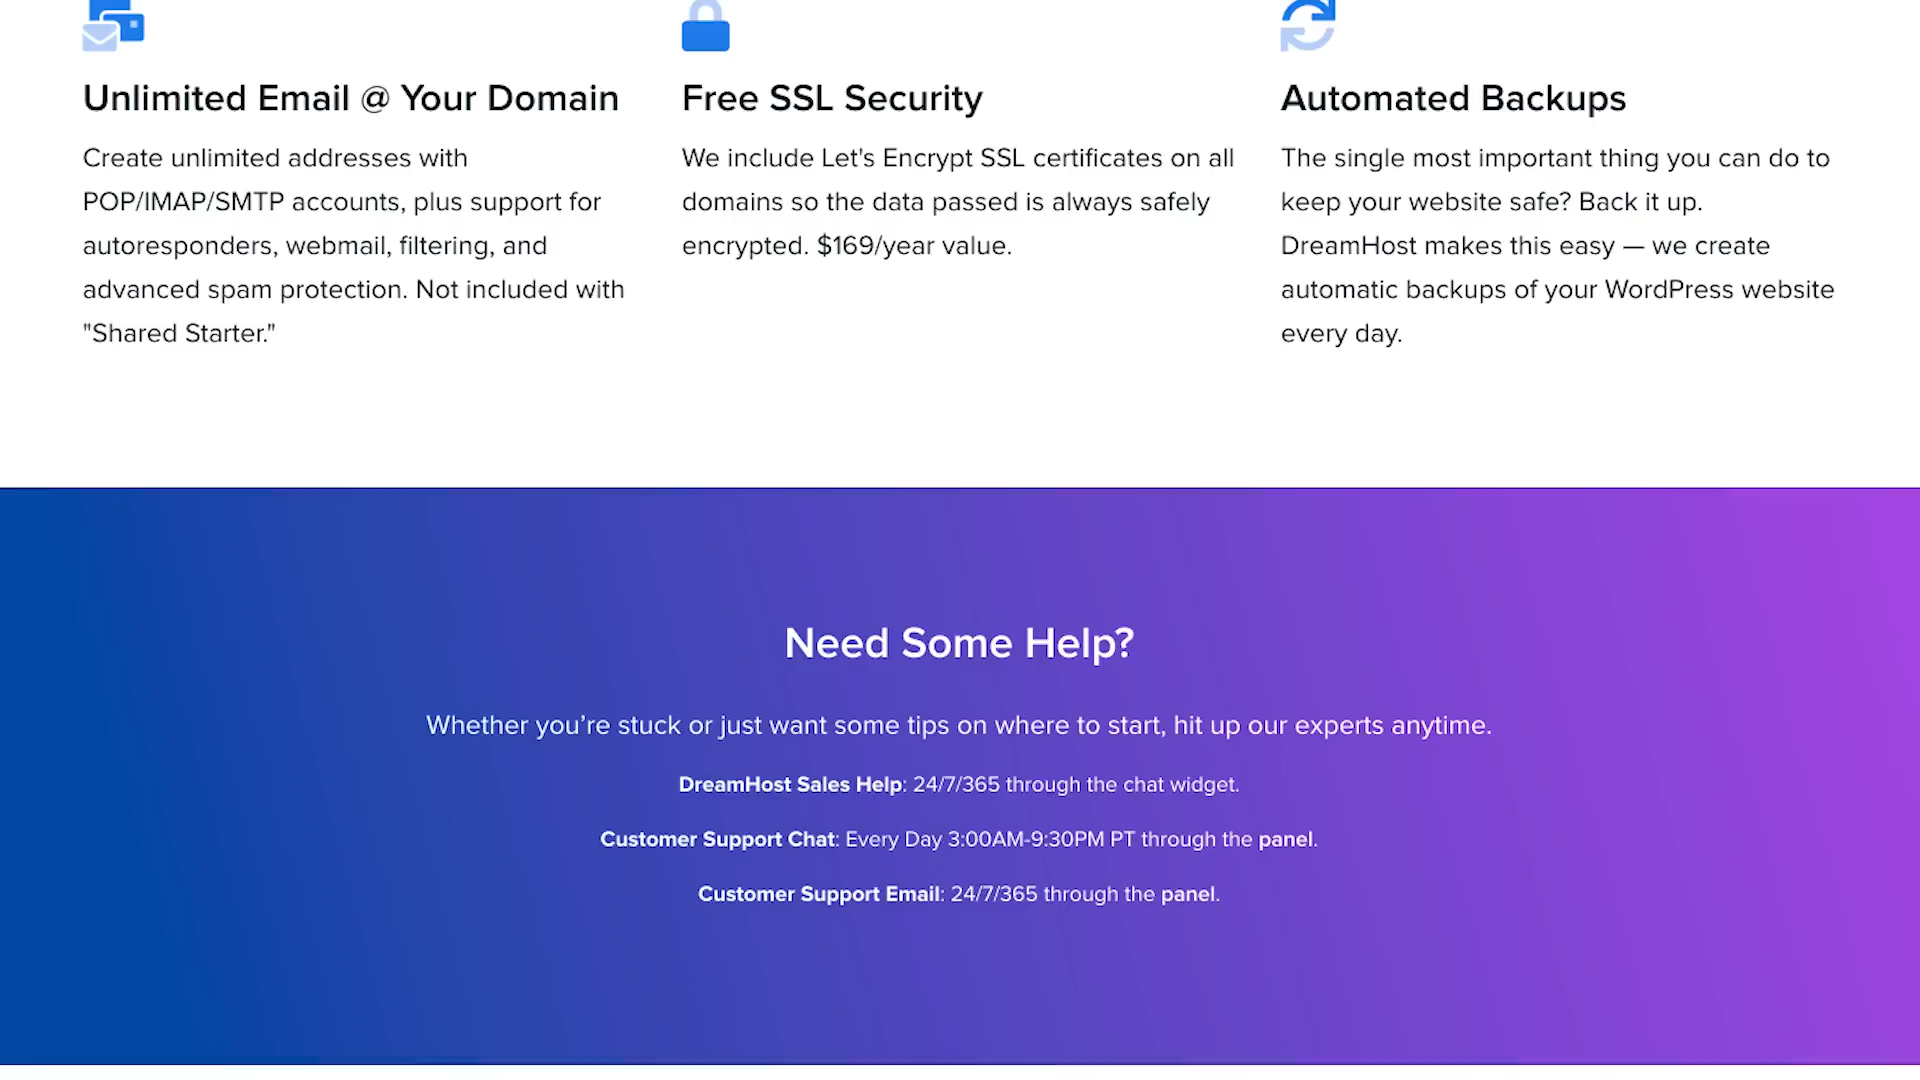 Unlimited Email @ Your Domain
Create unlimited addresses with
POP/IMAP/SMTP accounts, plus support for
autoresponders, webmail, filtering, and
advanced spam protection. Not included with
"Shared Starter."
Free SSL Security
We include Let's Encrypt SSL certificates on all
domains so the data passed is always safely
encrypted. $169/year value.
Automated Backups
The single most important thing you can do to
keep your website safe? Back it up.
DreamHost makes this easy — we create
automatic backups of your WordPress website
every day.
Need Some Help?
Whether you’re stuck or just want some tips on where to start, hit up our experts anytime.
DreamHost Sales Help: 24/7/365 through the chat widget.
Customer Support Chat: Every Day 3:00AM-9:30PM PT through the panel.
Customer Support Email: 24/7/365 through the panel.